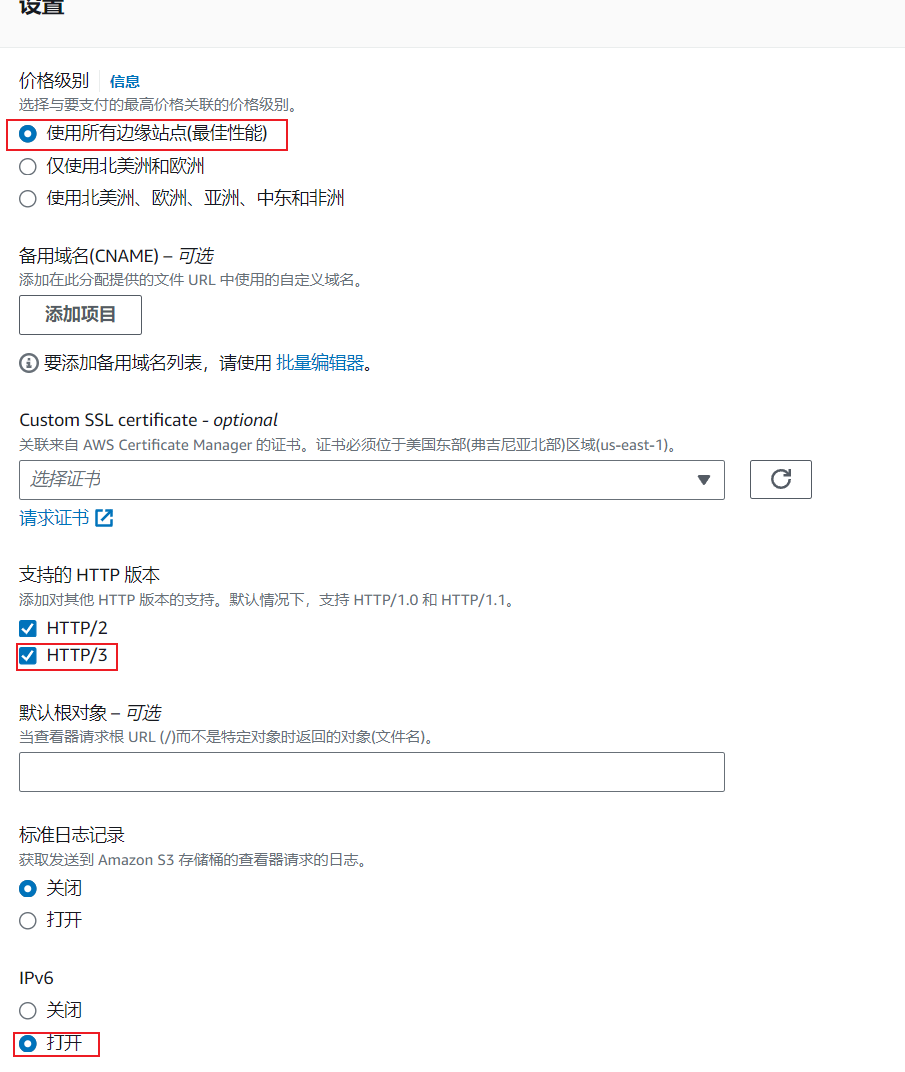 设置
价格级别 信息
选择与要支付的最高价格关联的价格级别。
使用所有边缘站点(最佳性能)
仅使用北美洲和欧洲
使用北美洲、欧洲、亚洲、中东和非洲
备用域名(CNAME) – 可选
添加在此分配提供的文件 URL 中使用的自定义域名。
添加项目
要添加备用域名列表，请使用 批量编辑器。
Custom SSL certificate - optional
关联来自 AWS Certificate Manager 的证书。证书必须位于美国东部(弗吉尼亚北部)区域(us-east-1)。
选择证书
请求证书
支持的 HTTP 版本
添加对其他 HTTP 版本的支持。默认情况下，支持 HTTP/1.0 和 HTTP/1.1。
HTTP/2
HTTP/3
默认根对象 – 可选
当查看器请求根 URL (/)而不是特定对象时返回的对象(文件名)。
标准日志记录
获取发送到 Amazon S3 存储桶的查看器请求的日志。
关闭
打开
IPv6
关闭
打开